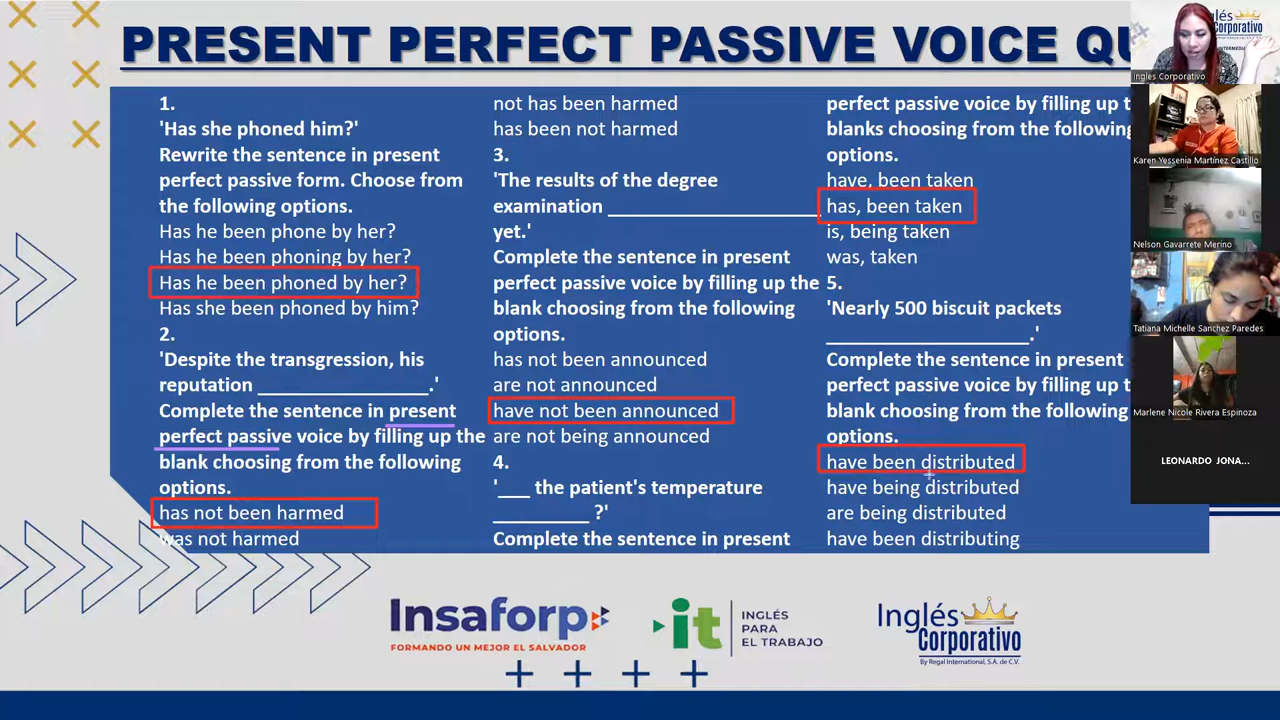 PRESENT PERFECT PASSIVE VOICE QU
1.
'Has she phoned him?'
Rewrite the sentence in present
perfect passive form. Choose from
the following options.
Has he been phone by her?
Has he been phoning by her?
Has he been phoned by her?
Has she been phoned by him?
2.
'Despite the transgression, his
reputation ________________.'
Complete the sentence in present
perfect passive voice by filling up the
blank choosing from the following
options.
has not been harmed
was not harmed
not has been harmed
has been not harmed
3.
'The results of the degree
examination ____________________
yet.'
Complete the sentence in present
perfect passive voice by filling up the
blank choosing from the following
options.
has not been announced
are not announced
have not been announced
are not being announced
4.
'___ the patient's temperature
_________ ?'
Complete the sentence in present
perfect passive voice by filling up t
blanks choosing from the following
options.
have, been taken
has, been taken
is, being taken
was, taken
5.
'Nearly 500 biscuit packets
___________________.'
Complete the sentence in present
perfect passive voice by filling up t
blank choosing from the following
options.
have been distributed
have being distributed
are being distributed
have been distributing
Insaforp
FORMANDO UN MEJOR EL SALVADOR
it
INGLÉS
PARA
EL TRABAJO
Inglés
Corporativo
By Regal International, S.A. de C.V.
glés
Corporativo
INTERMED
Ingles Corporativo
Karen Yessenia Martínez Castillo
Nelson Gavarrete Merino
Tatiana Michelle Sanchez Paredes
Marlene Nicole Rivera Espinoza
LEONARDO JONA...